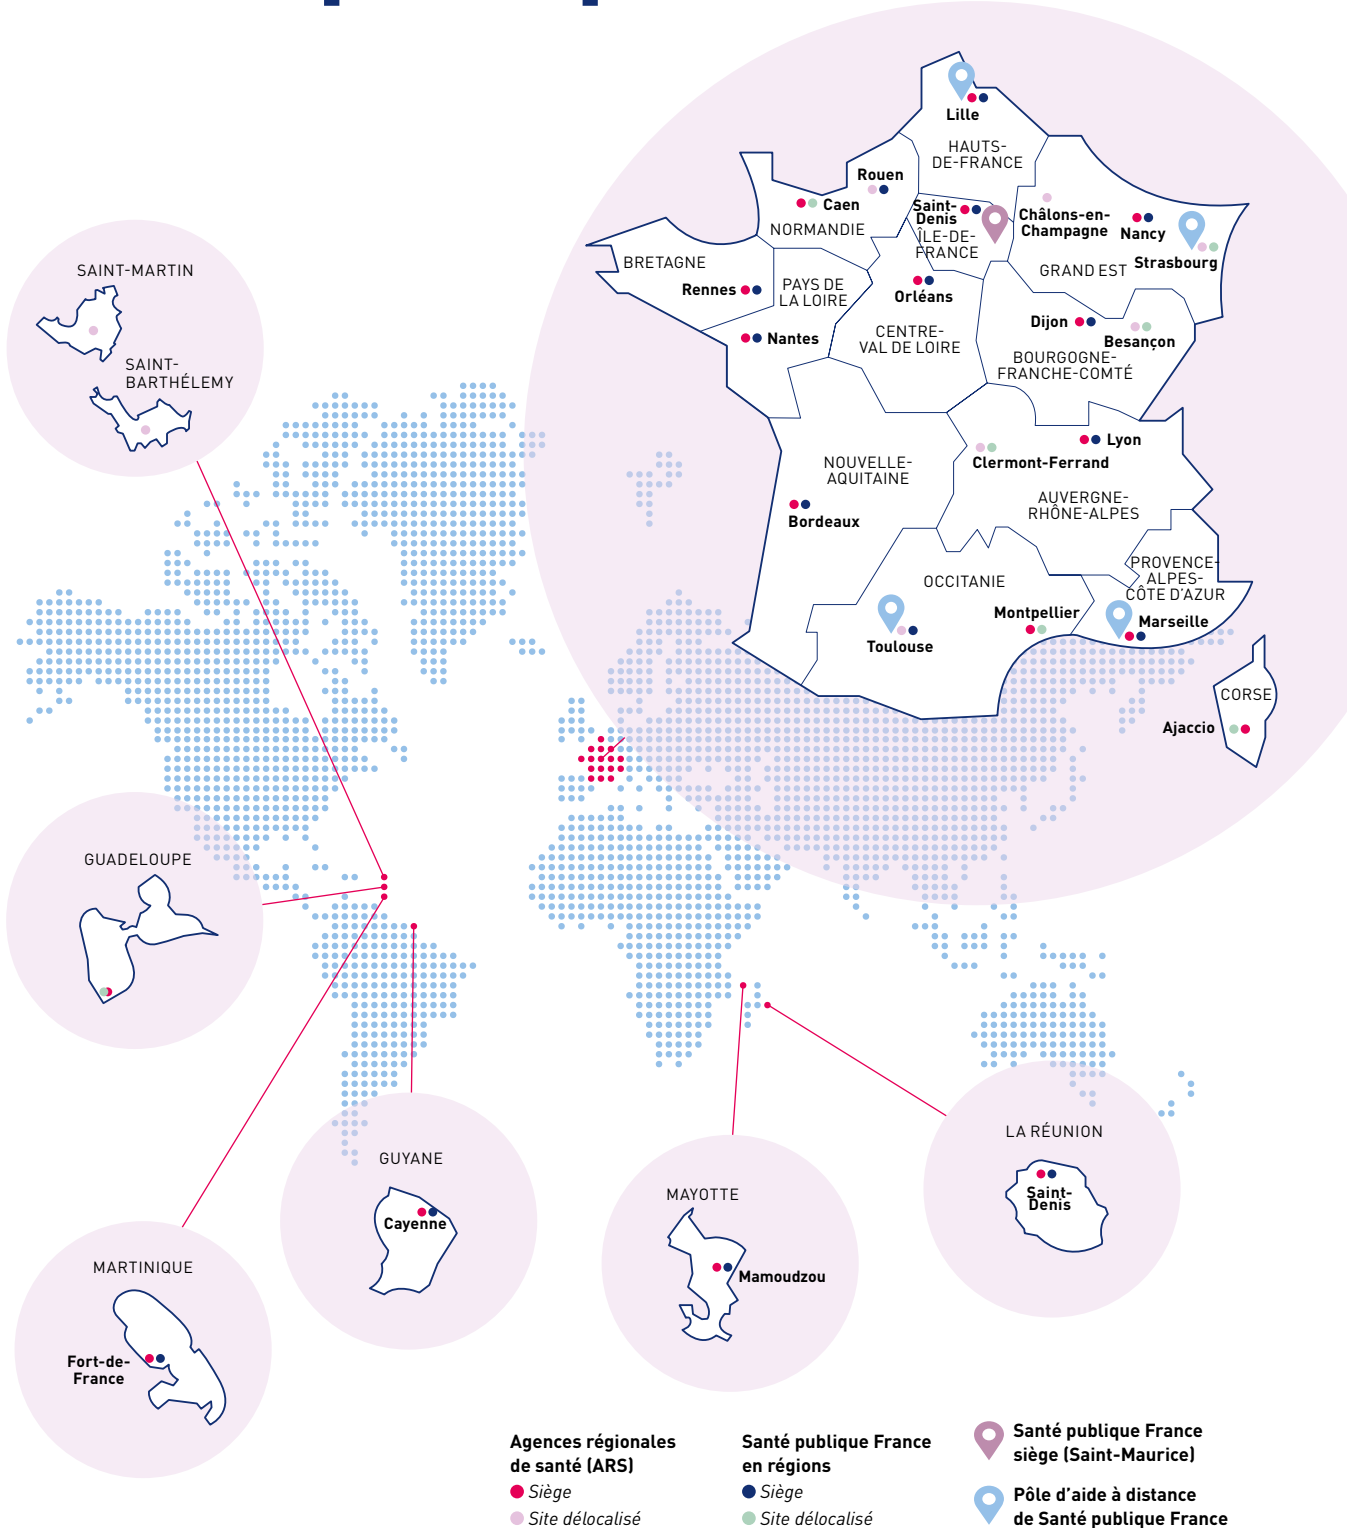 Lille
HAUTS-
DE-FRANCE
Rouen
Caen
NORMANDIE
Saint-
Denis
ÎLE-DE-
FRANCE
Châlons-en-
Champagne
Nancy
Strasbourg
GRAND EST
BRETAGNE
Rennes
PAYS DE
LA LOIRE
Nantes
Orléans
CENTRE-
VAL DE LOIRE
Dijon
Besançon
BOURGOGNE-
FRANCHE-COMTÉ
NOUVELLE-
AQUITAINE
Bordeaux
Clermont-Ferrand
Lyon
AUVERGNE-
RHÔNE-ALPES
OCCITANIE
Toulouse
Montpellier
PROVENCE-
ALPES-
CÔTE D'AZUR
Marseille
CORSE
Ajaccio
SAINT-MARTIN
SAINT-
BARTHÉLEMY
GUADELOUPE
MARTINIQUE
Fort-de-
France
GUYANE
Cayenne
MAYOTTE
Mamoudzou
LA RÉUNION
Saint-
Denis
Agences régionales
de santé (ARS)
Siège
Site délocalisé
Santé publique France
en régions
Siège
Site délocalisé
Santé publique France
siège (Saint-Maurice)
Pôle d'aide à distance
de Santé publique France